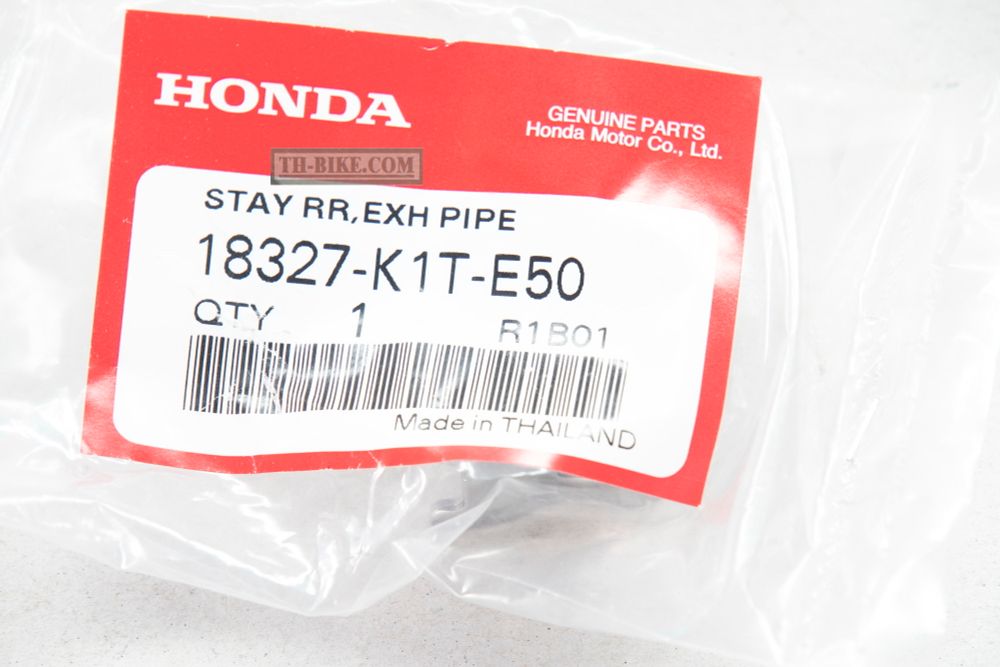 HONDA
GENUINE PARTS
Honda Motor Co., Ltd.
TH-BIKE.COM
STAY RR,EXH PIPE
18327-K1T-E50
QTY 1 R1B01
Made in THAILAND